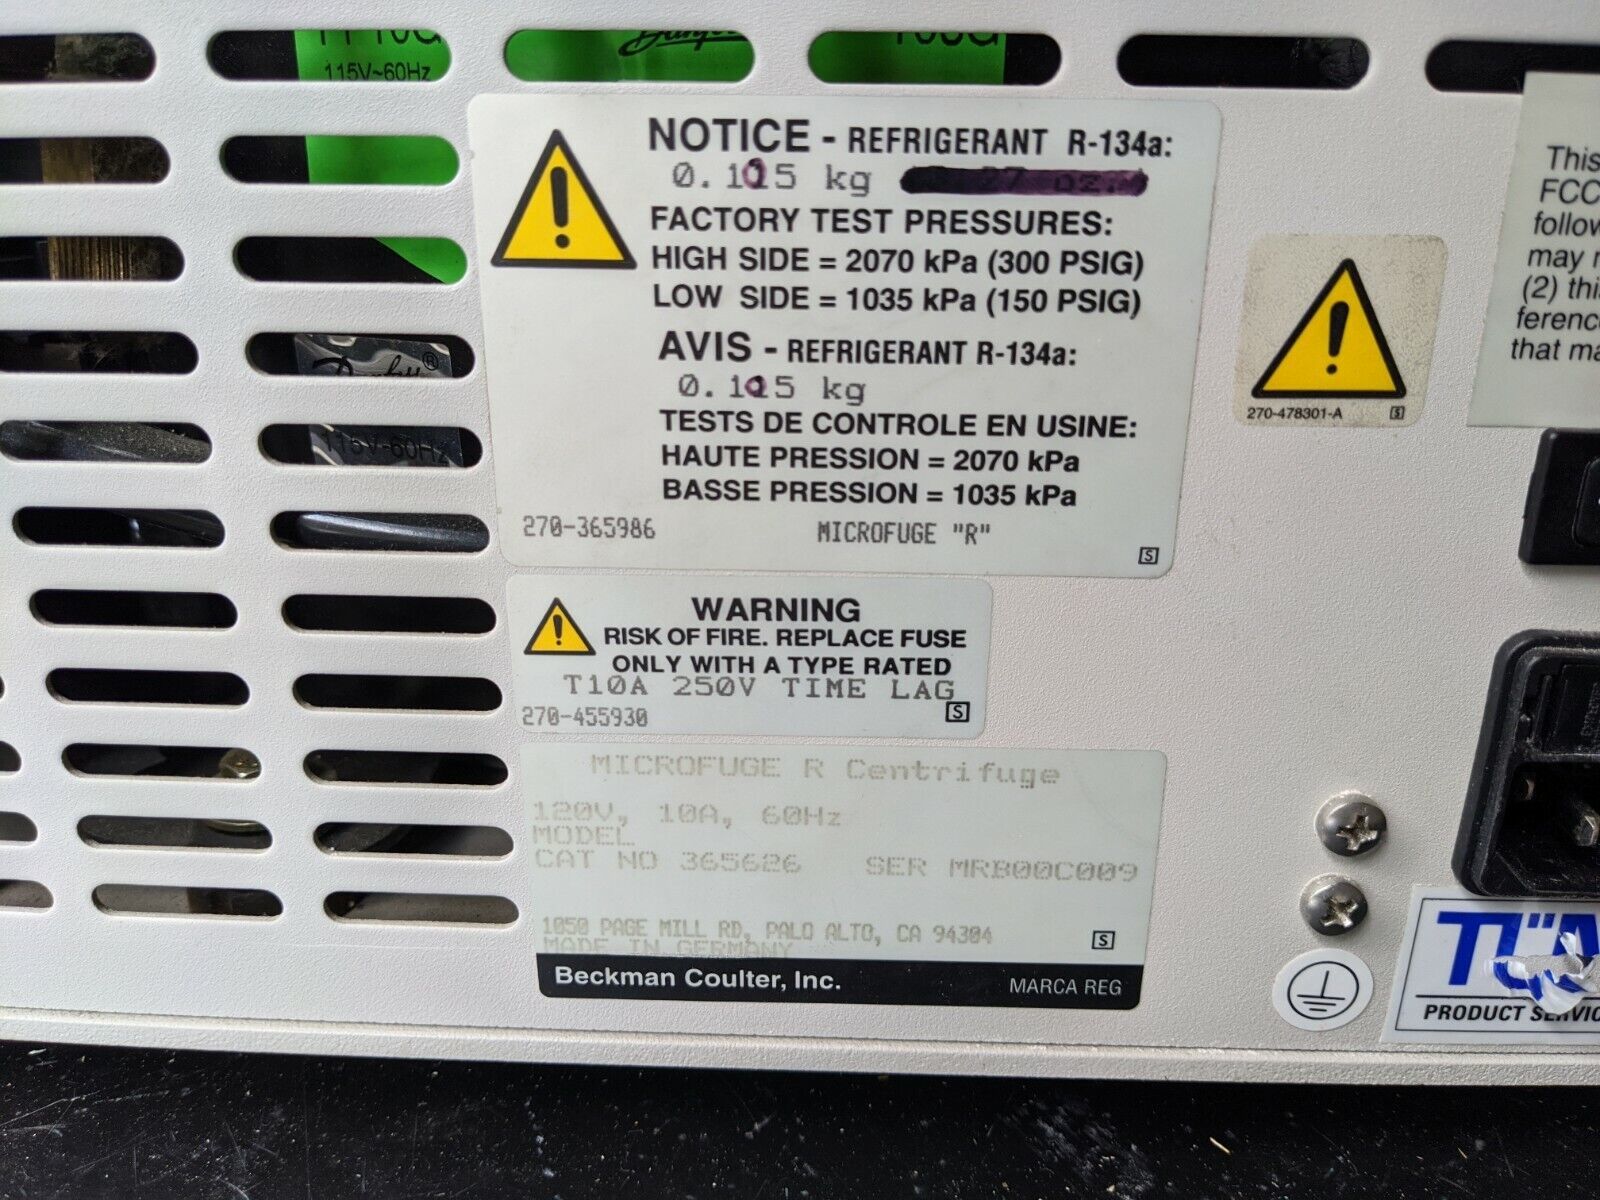 115V~60Hz
Danfoss
NOTICE - REFRIGERANT R-134a:
0.115 kg
FACTORY TEST PRESSURES:
HIGH SIDE = 2070 kPa (300 PSIG)
LOW SIDE = 1035 kPa (150 PSIG)
AVIS - REFRIGERANT R-134a:
0.115 kg
TESTS DE CONTROLE EN USINE:
HAUTE PRESSION = 2070 kPa
BASSE PRESSION = 1035 kPa
270-365986 MICROFUGE "R"
S
This
FCC
follow
may
(2) this
ference
that
270-478301-A S
115V~60Hz
WARNING
RISK OF FIRE. REPLACE FUSE
ONLY WITH A TYPE RATED
T10A 250V TIME LAG
270-455930 S
MICROFUGE R Centrifuge
120V, 10A, 60Hz
MODEL
CAT NO 365626 SER MRB00C009
1050 PAGE MILL RD, PALO ALTO, CA 94304
MADE IN GERMANY
S
Beckman Coulter, Inc. MARCA REG
PRODUCT